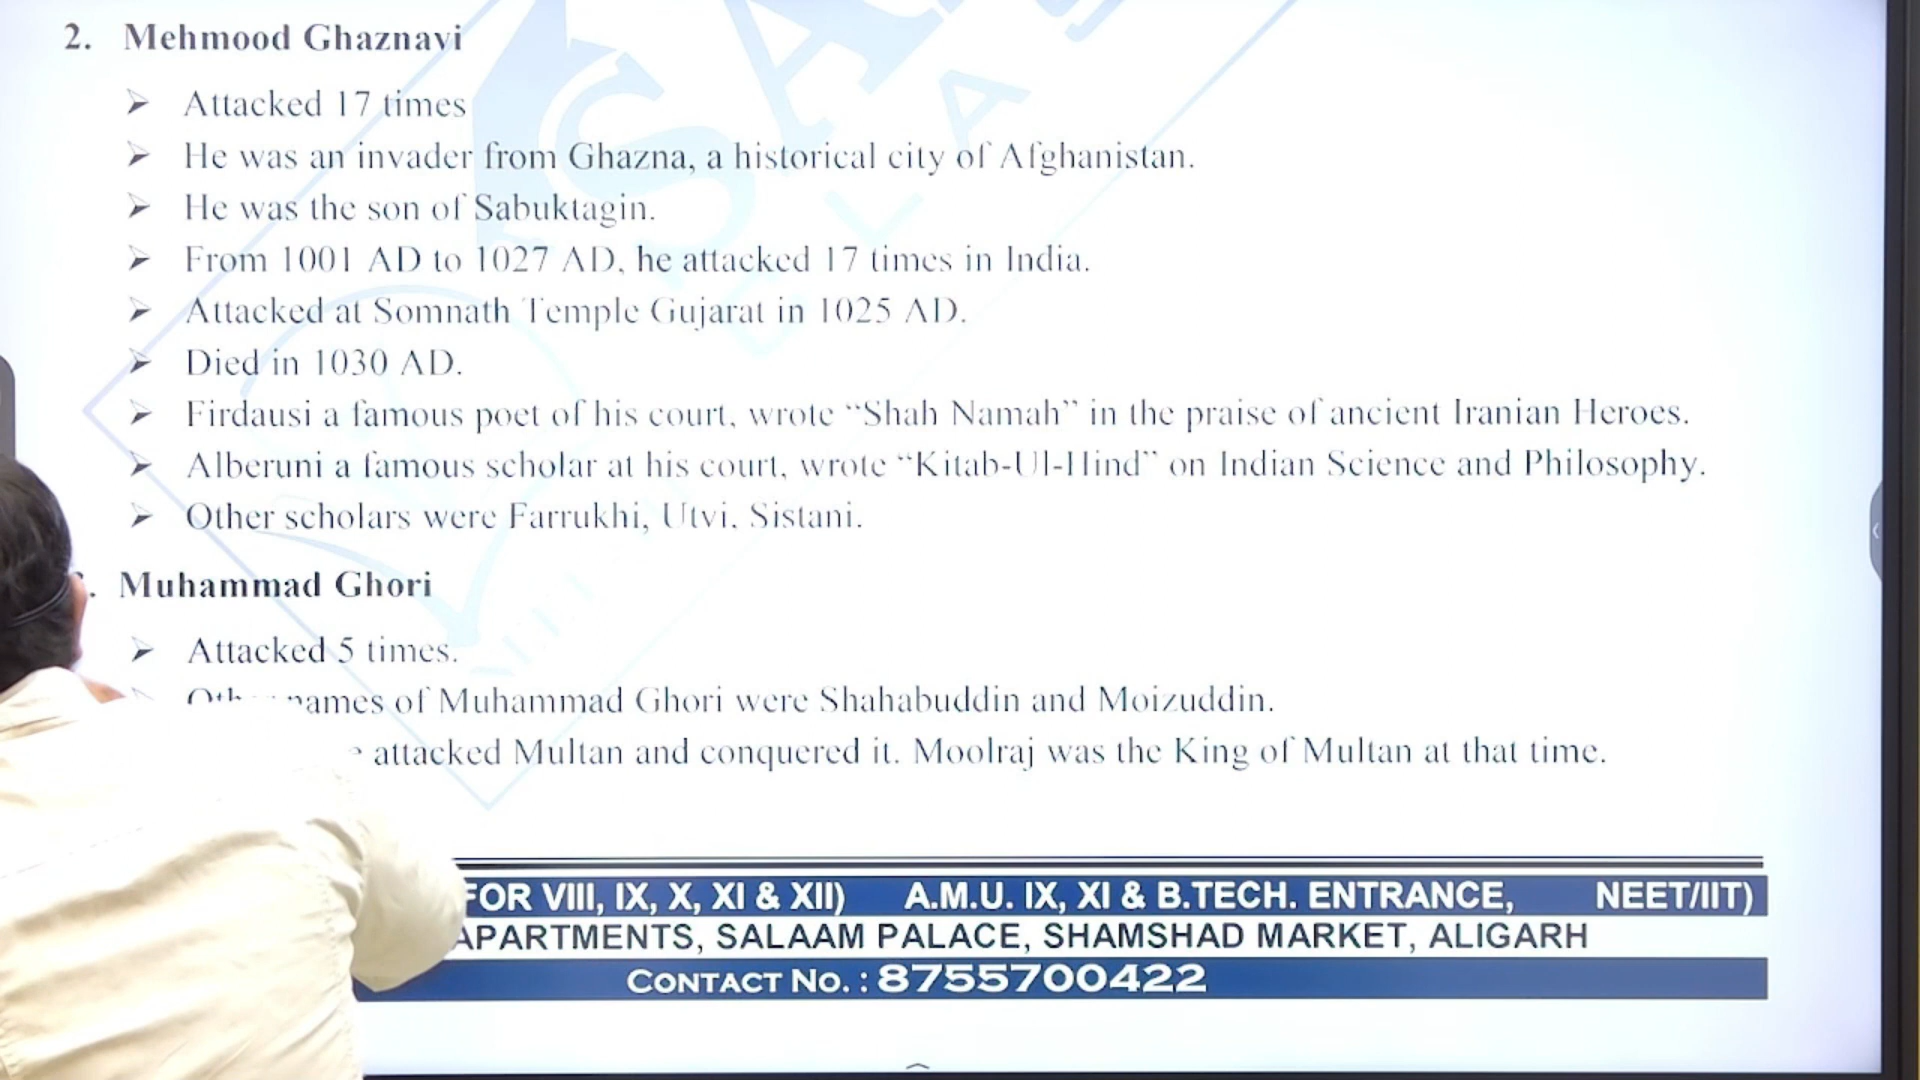 2. Mehmood Ghaznavi
➤ Attacked 17 times
➤ He was an invader from Ghazna, a historical city of Afghanistan.
➤ He was the son of Sabuktagin.
➤ From 1001 AD to 1027 AD, he attacked 17 times in India.
➤ Attacked at Somnath Temple Gujarat in 1025 AD.
➤ Died in 1030 AD.
➤ Firdausi a famous poet of his court, wrote “Shah Namah” in the praise of ancient Iranian Heroes.
➤ Alberuni a famous scholar at his court, wrote “Kitab-Ul-Hind” on Indian Science and Philosophy.
➤ Other scholars were Farrukhi, Utvi, Sistani.
. Muhammad Ghori
➤ Attacked 5 times.
names of Muhammad Ghori were Shahabuddin and Moizuddin.
attacked Multan and conquered it. Moolraj was the King of Multan at that time.
FOR VIII, IX, X, XI & XII) A.M.U. IX, XI & B.TECH. ENTRANCE, NEET/IIT)
APARTMENTS, SALAAM PALACE, SHAMSHAD MARKET, ALIGARH
CONTACT NO. : 8755700422